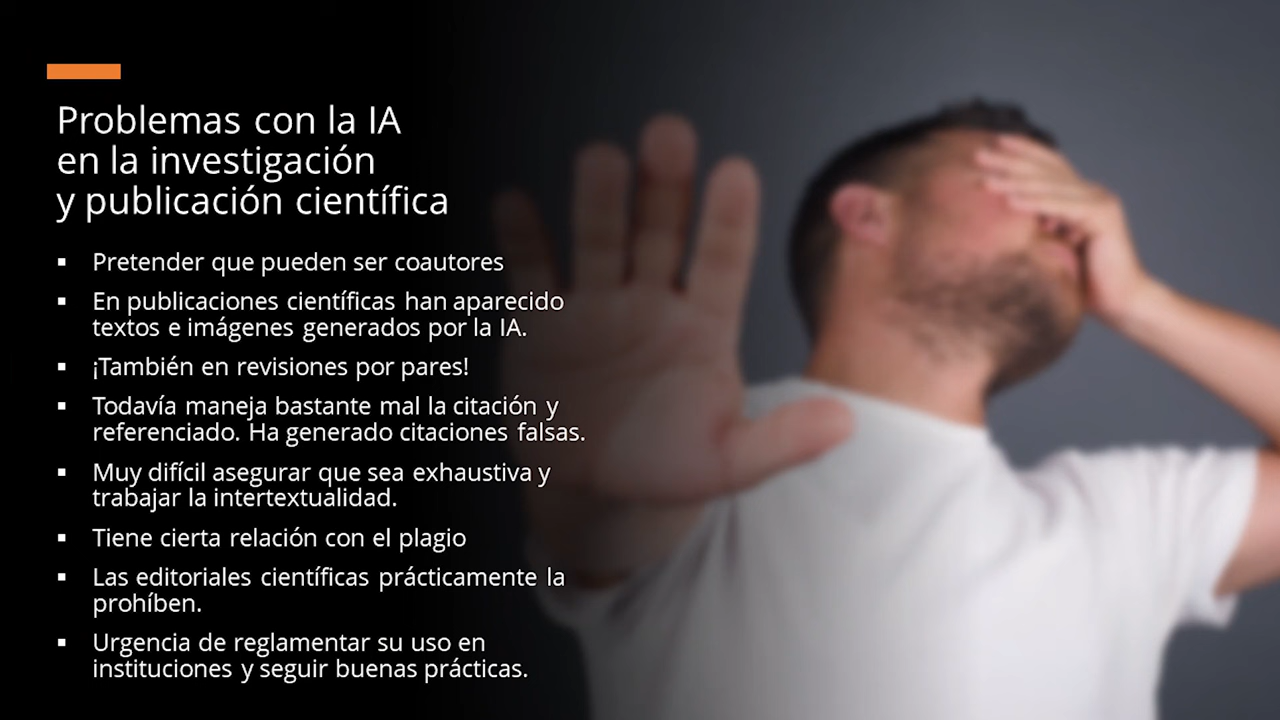 Problemas con la IA
en la investigación
y publicación científica
▪ Pretender que pueden ser coautores
▪ En publicaciones científicas han aparecido
textos e imágenes generados por la IA.
▪ ¡También en revisiones por pares!
▪ Todavía maneja bastante mal la citación y
referenciado. Ha generado citaciones falsas.
▪ Muy difícil asegurar que sea exhaustiva y
trabajar la intertextualidad.
▪ Tiene cierta relación con el plagio
▪ Las editoriales científicas prácticamente la
prohíben.
▪ Urgencia de reglamentar su uso en
instituciones y seguir buenas prácticas.